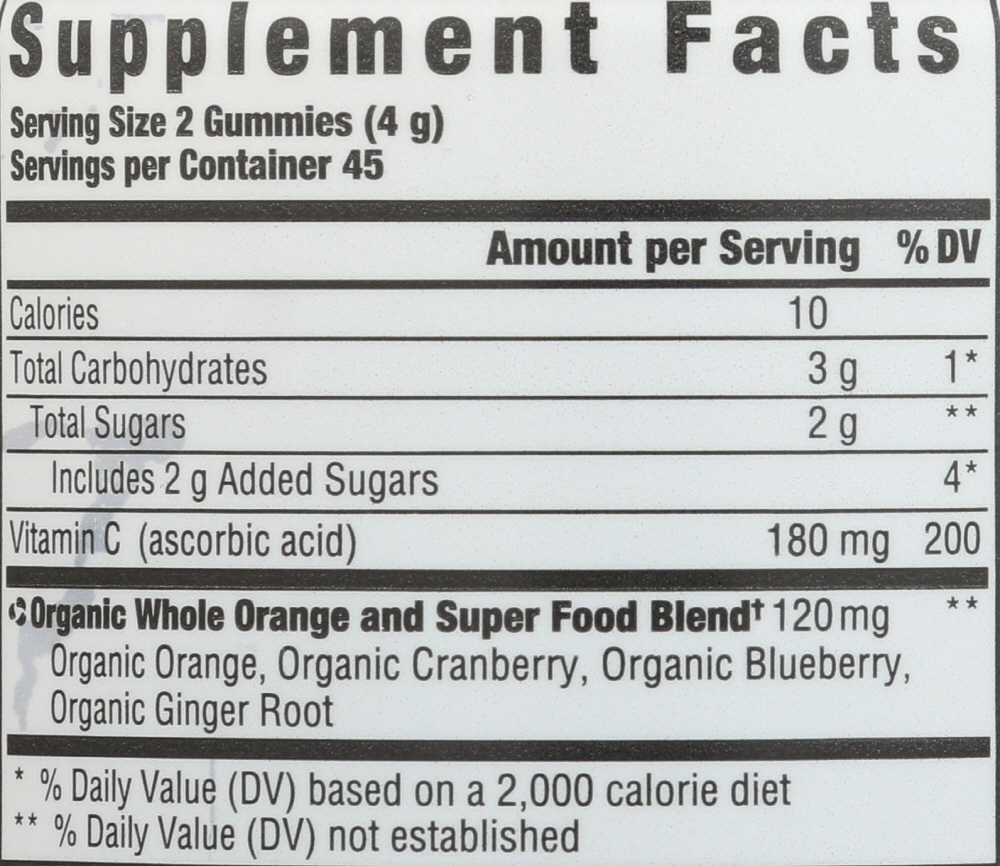 Supplement Facts
Serving Size 2 Gummies (4 g)
Servings per Container 45
Amount per Serving % DV
Calories 10
Total Carbohydrates 3 g 1*
Total Sugars 2 g **
Includes 2 g Added Sugars 4*
Vitamin C (ascorbic acid) 180 mg 200
Organic Whole Orange and Super Food Blend† 120 mg **
Organic Orange, Organic Cranberry, Organic Blueberry,
Organic Ginger Root
* % Daily Value (DV) based on a 2,000 calorie diet
** % Daily Value (DV) not established